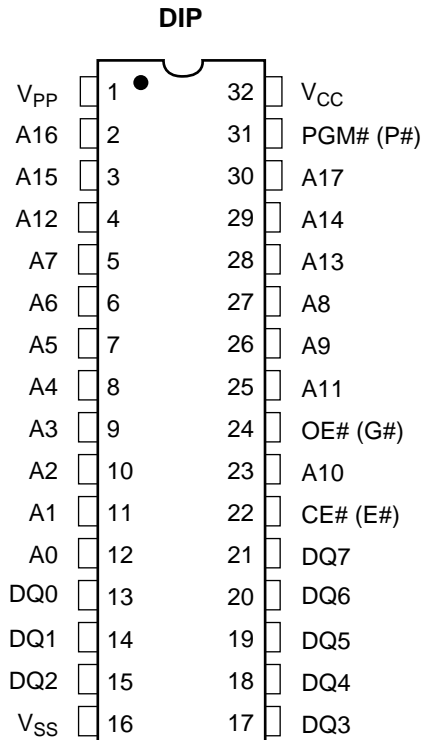 DIP
VPP 1 32 VCC
A16 2 31 PGM# (P#)
A15 3 30 A17
A12 4 29 A14
A7 5 28 A13
A6 6 27 A8
A5 7 26 A9
A4 8 25 A11
A3 9 24 OE# (G#)
A2 10 23 A10
A1 11 22 CE# (E#)
A0 12 21 DQ7
DQ0 13 20 DQ6
DQ1 14 19 DQ5
DQ2 15 18 DQ4
VSS 16 17 DQ3